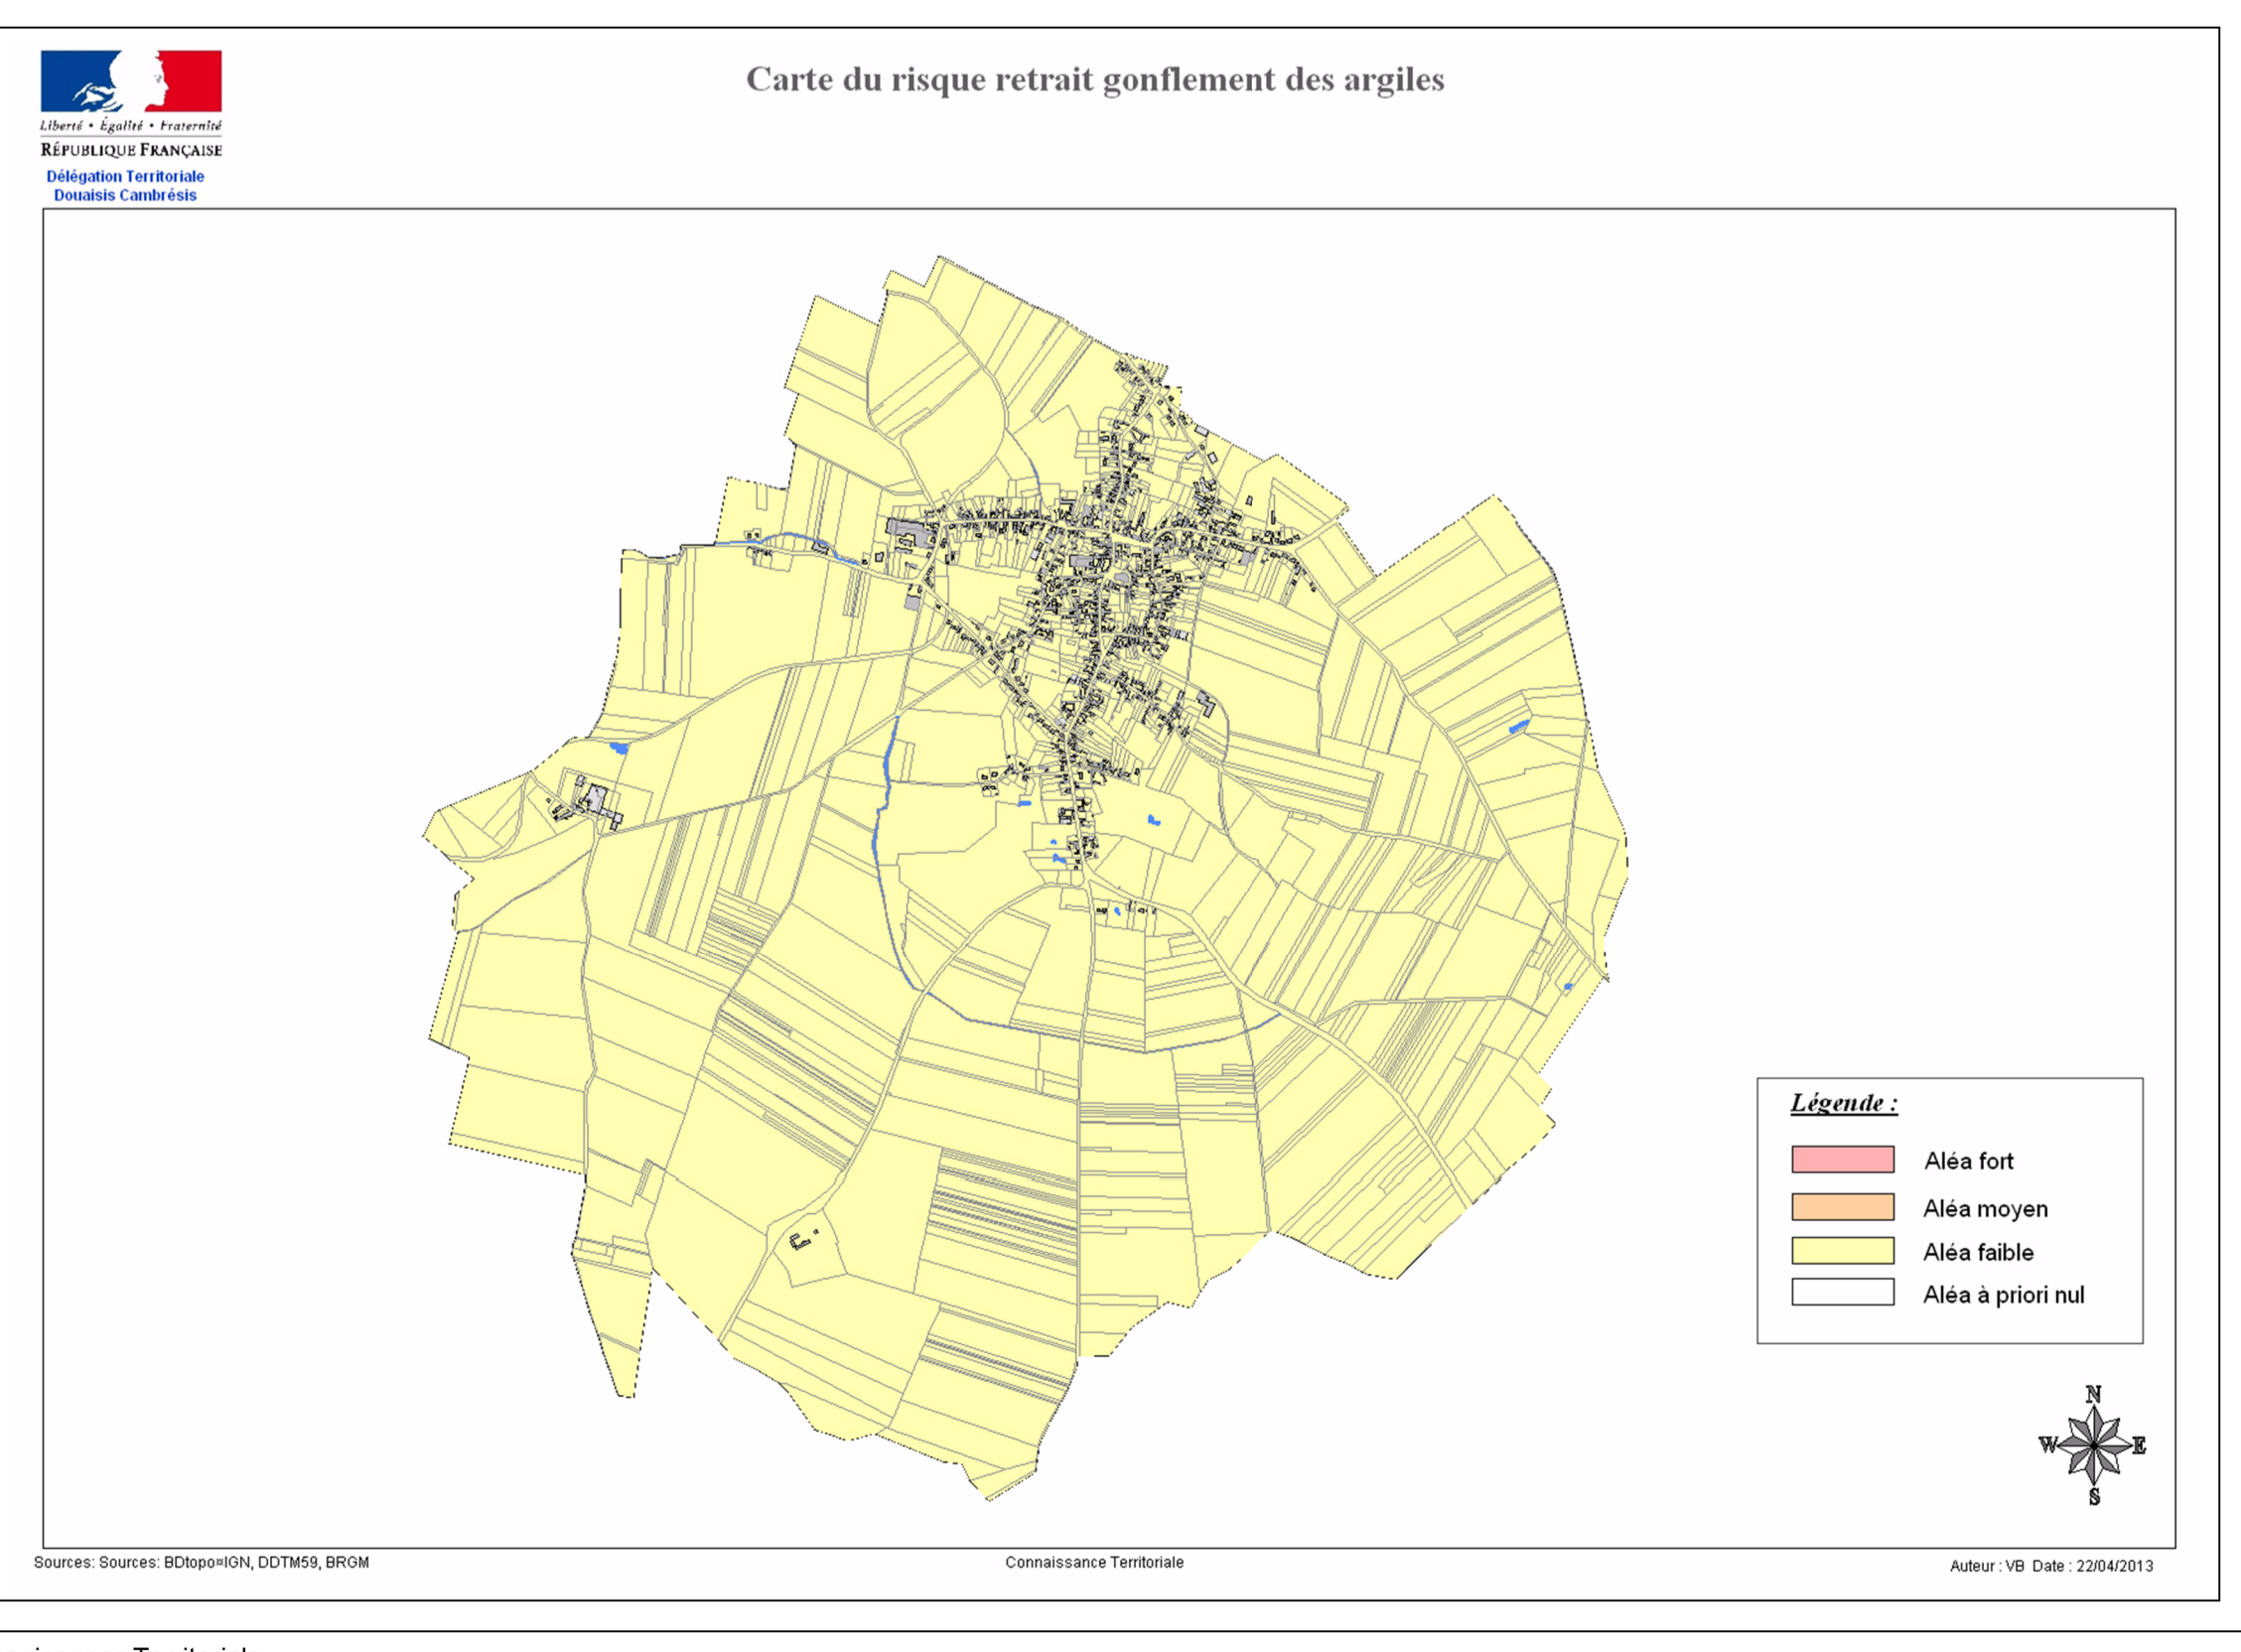 Carte du risque retrait gonflement des argiles
Liberté • Égalité • Fraternité
RÉPUBLIQUE FRANÇAISE
Délégation Territoriale
Douaisis Cambrésis
Légende :
Aléa fort
Aléa moyen
Aléa faible
Aléa à priori nul
N
W E
S
Sources: Sources: BDtopo¤IGN, DDTM59, BRGM
Connaissance Territoriale
Auteur : VB Date : 22/04/2013